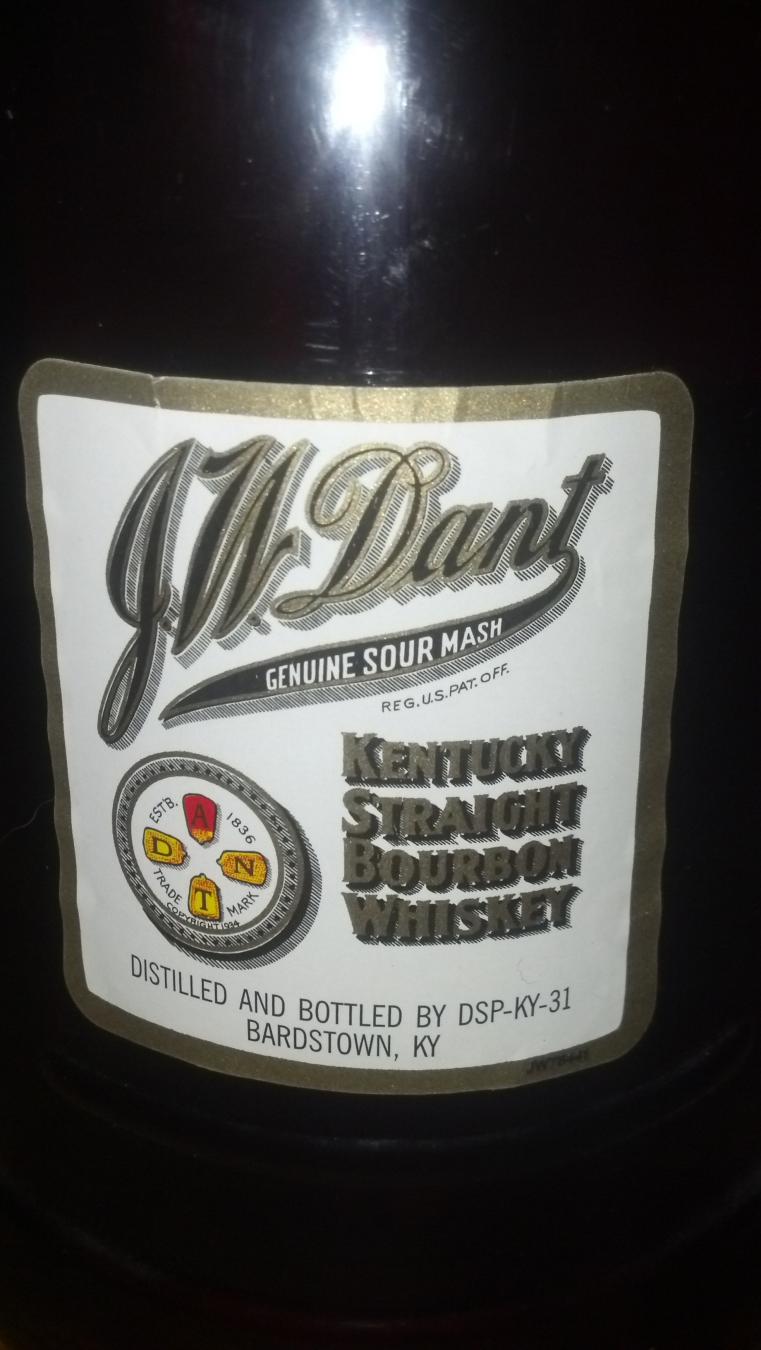 J.W. Dant
GENUINE SOUR MASH
REG. U.S. PAT. OFF.
KENTUCKY
STRAIGHT
BOURBON
WHISKEY
EST'B. 1836
D A N T
TRADE MARK
DISTILLED AND BOTTLED BY DSP-KY-31
BARDSTOWN, KY